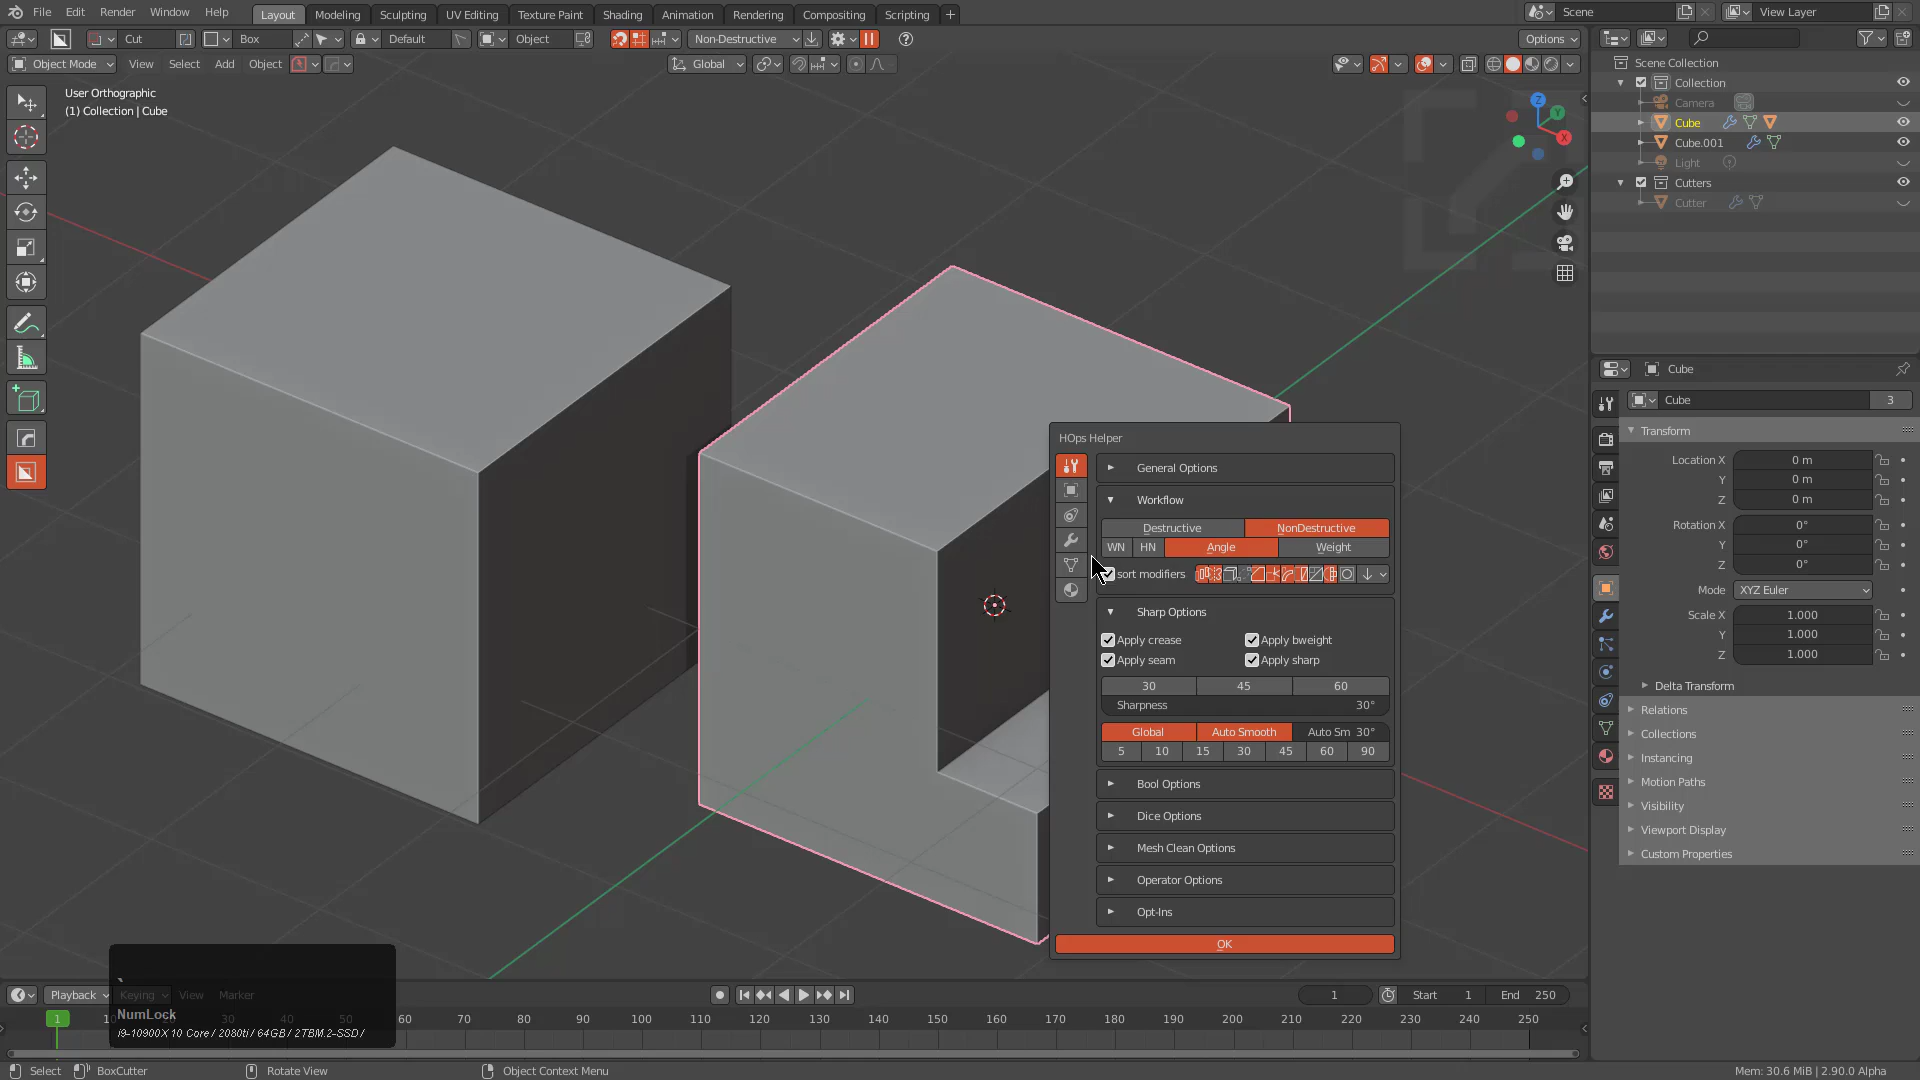 File Edit Render Window Help Layout Modeling Sculpting UV Editing Texture Paint Shading Animation Rendering Compositing Scripting + Scene View Layer
Cut Box Default Object Non-Destructive Options
Object Mode View Select Add Object Global
User Orthographic
(1) Collection | Cube
Z
Y
X
Scene Collection
Collection
Camera
Cube
Cube.001
Light
Cutters
Cutter
Cube
Cube 3
Transform
Location X 0 m
Y 0 m
Z 0 m
Rotation X 0°
Y 0°
Z 0°
Mode XYZ Euler
Scale X 1.000
Y 1.000
Z 1.000
Delta Transform
Relations
Collections
Instancing
Motion Paths
Visibility
Viewport Display
Custom Properties
HOps Helper
General Options
Workflow
Destructive NonDestructive
WN HN Angle Weight
sort modifiers
Sharp Options
Apply crease Apply bweight
Apply seam Apply sharp
30 45 60
Sharpness 30°
Global Auto Smooth Auto Sm 30°
5 10 15 30 45 60 90
Bool Options
Dice Options
Mesh Clean Options
Operator Options
Opt-Ins
OK
Playback Keying View Marker 1 Start 1 End 250
NumLock
i9-10900X 10 Core / 2080ti / 64GB / 2TBM.2-SSD /
1 60 70 80 90 100 110 120 130 140 150 160 170 180 190 200 210 220 230 240 250
Select BoxCutter Rotate View Object Context Menu Mem: 30.6 MiB | 2.90.0 Alpha